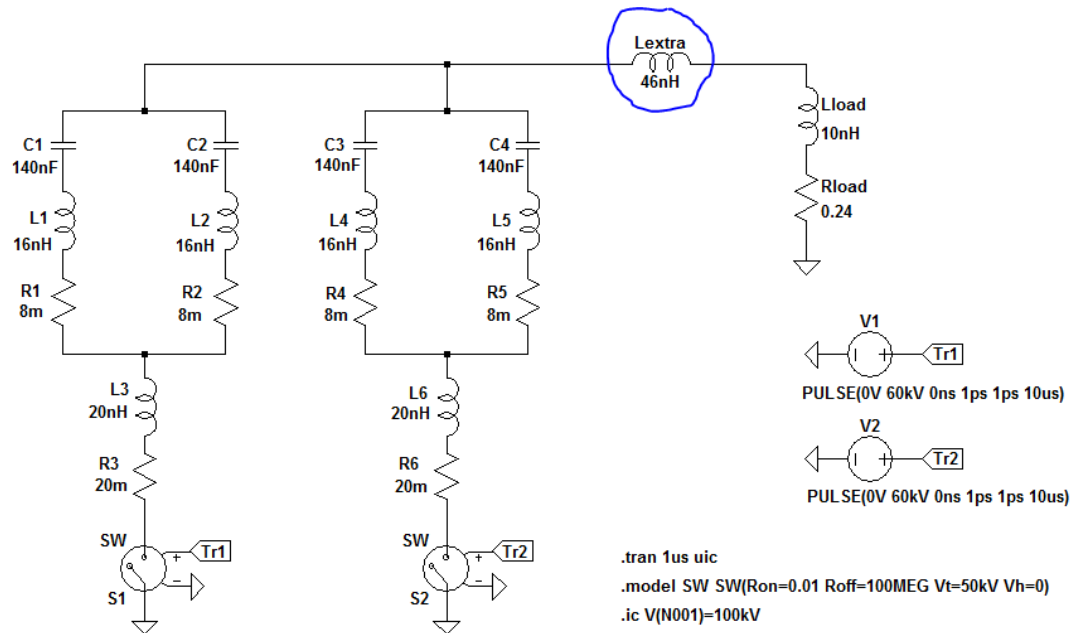 Lextra
46nH
Lload
10nH
Rload
0.24
C1
140nF
C2
140nF
C3
140nF
C4
140nF
L1
16nH
L2
16nH
L4
16nH
L5
16nH
R1
8m
R2
8m
R4
8m
R5
8m
L3
20nH
L6
20nH
R3
20m
R6
20m
SW
Tr1
S1
SW
Tr2
S2
V1
Tr1
PULSE(0V 60kV 0ns 1ps 1ps 10us)
V2
Tr2
PULSE(0V 60kV 0ns 1ps 1ps 10us)
.tran 1us uic
.model SW SW(Ron=0.01 Roff=100MEG Vt=50kV Vh=0)
.ic V(N001)=100kV